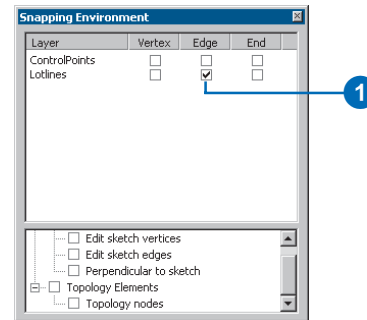 Snapping Environment
Layer Vertex Edge End
ControlPoints
Lotlines
1
Edit sketch vertices
Edit sketch edges
Perpendicular to sketch
Topology Elements
Topology nodes